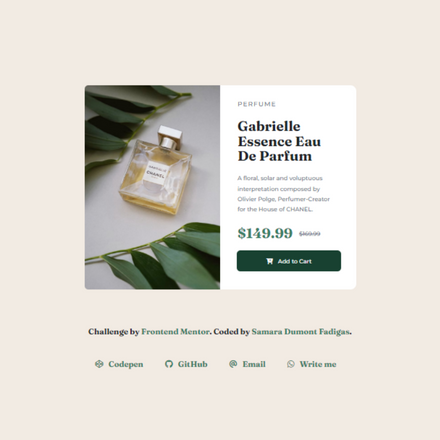 PERFUME
Gabrielle
Essence Eau
De Parfum
A floral, solar and voluptuous
interpretation composed by
Olivier Polge, Perfumer-Creator
for the House of CHANEL.
$149.99 $169.99
Add to Cart
CHANEL
Challenge by Frontend Mentor. Coded by Samara Dumont Fadigas.
Codepen GitHub Email Write me